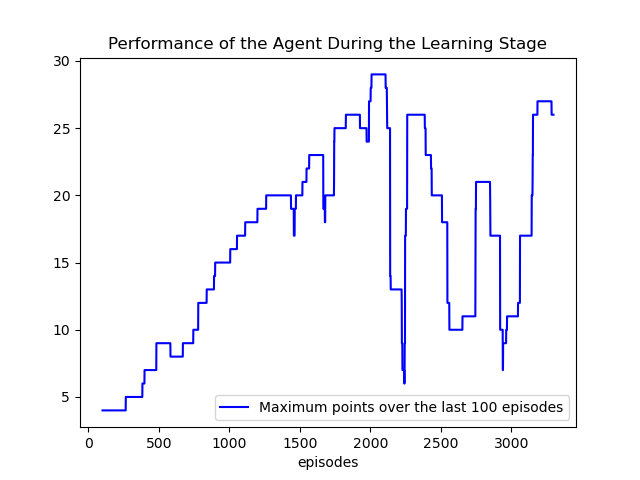 Performance of the Agent During the Learning Stage
30
25
20
15
10
5
Maximum points over the last 100 episodes
0 500 1000 1500 2000 2500 3000
episodes